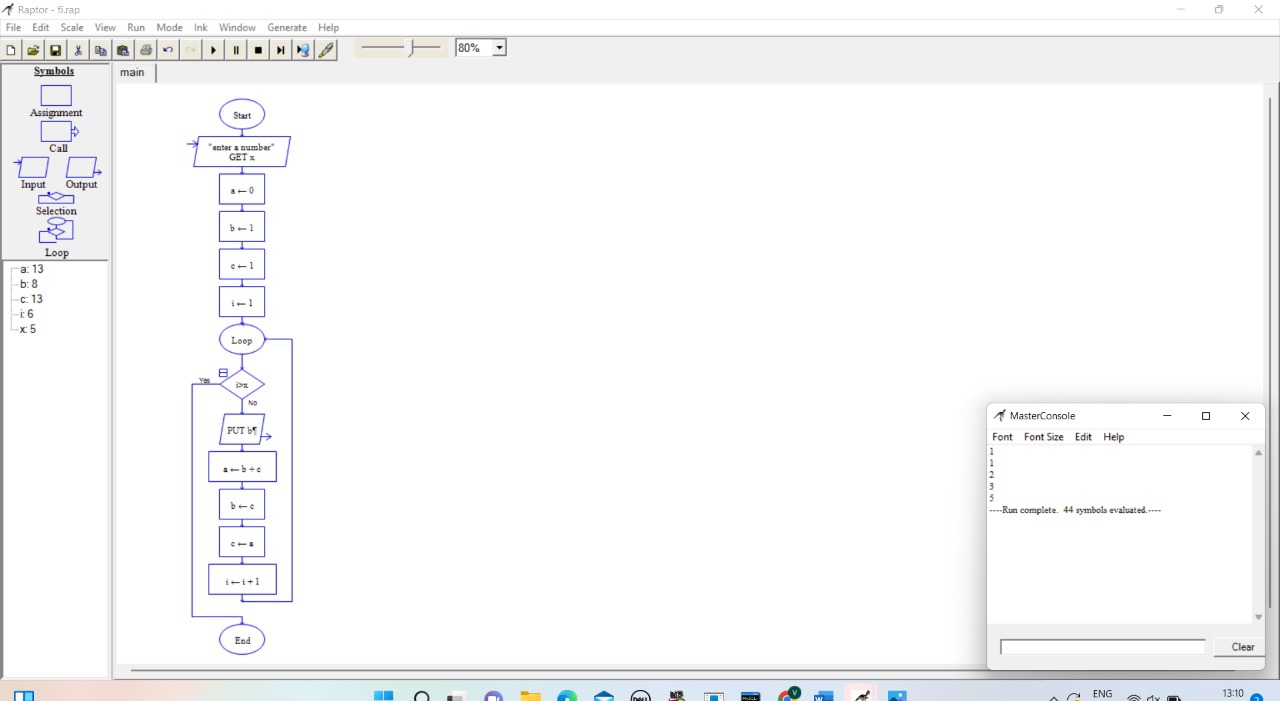 Raptor - fi.rap
File Edit Scale View Run Mode Ink Window Generate Help
80%
Symbols
Assignment
Call
Input Output
Selection
Loop
a: 13
b: 8
c: 13
i: 6
x: 5
main
Start
"enter a number"
GET x
a ← 0
b ← 1
c ← 1
i ← 1
Loop
Yes
i>x
No
PUT b¶
a ← b + c
b ← c
c ← a
i ← i + 1
End
MasterConsole
Font Font Size Edit Help
1
1
2
3
5
----Run complete. 44 symbols evaluated.----
Clear
ENG
13:10